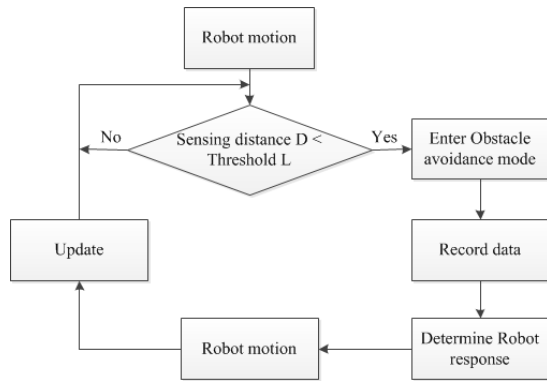 Robot motion
No
Sensing distance D <
Threshold L
Yes
Enter Obstacle
avoidance mode
Update
Record data
Robot motion
Determine Robot
response